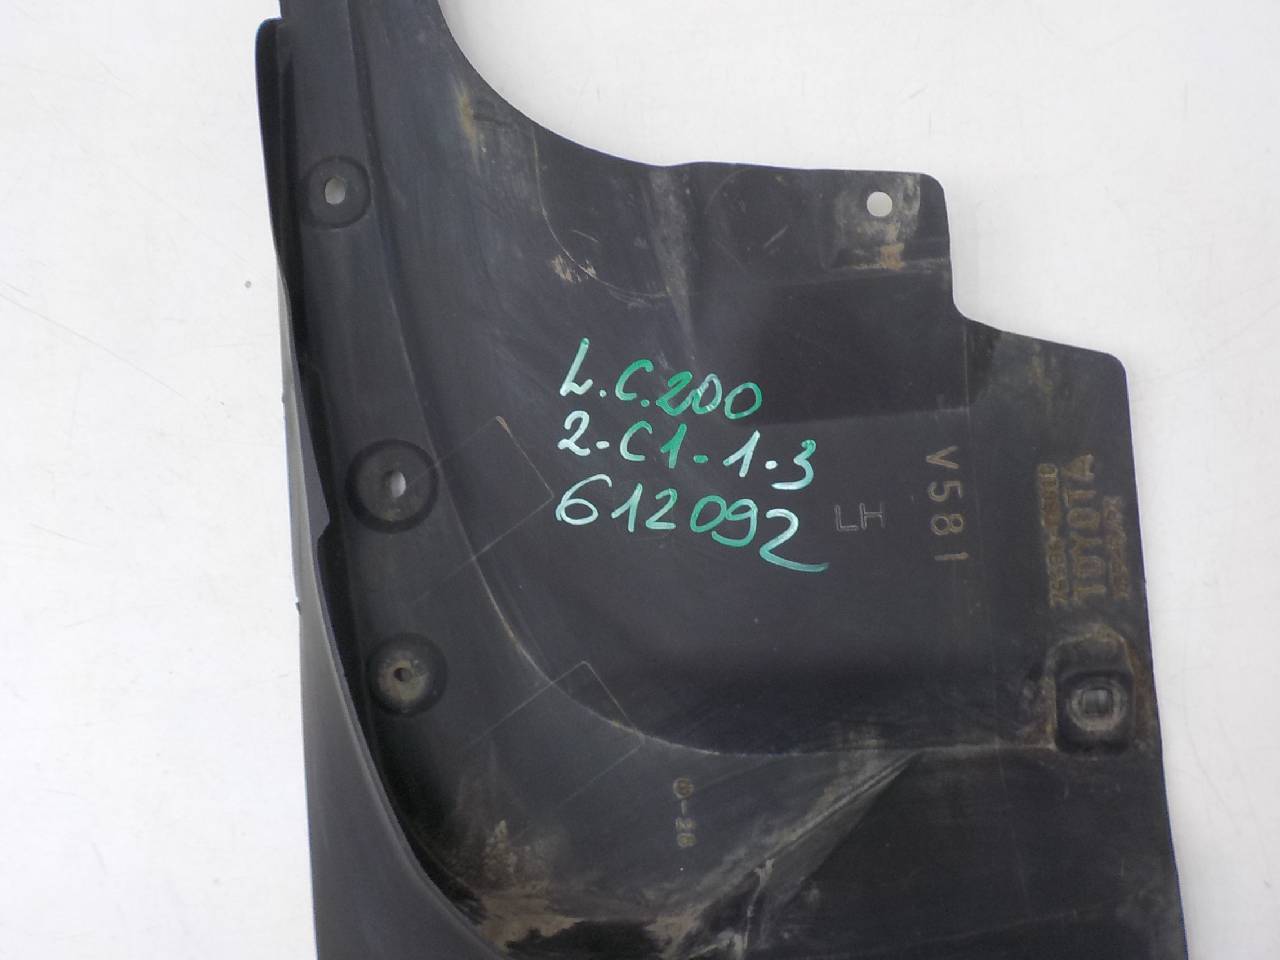 L.C.200
2-C1-1-3
612092
LH
V581
TOYOTA